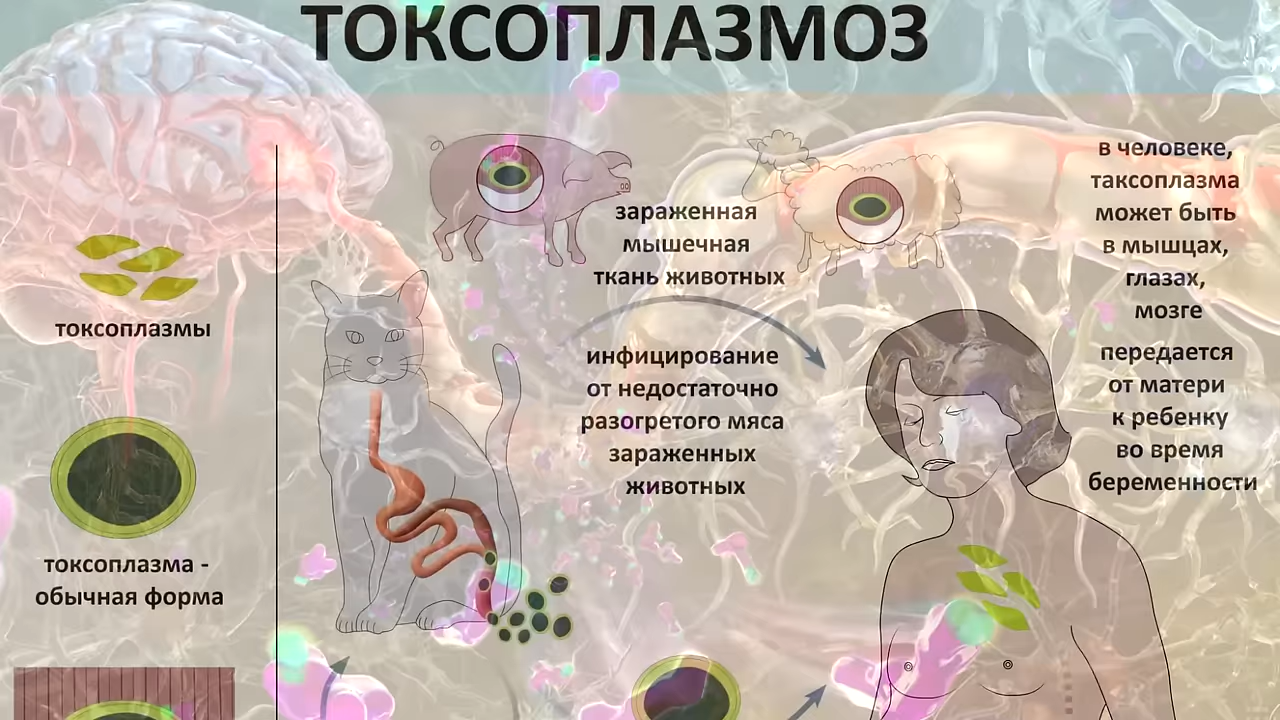 ТОКСОПЛАЗМОЗ
токсоплазмы
токсоплазма -
обычная форма
зараженная
мышечная
ткань животных
инфицирование
от недостаточно
разогретого мяса
зараженных
животных
в человеке,
таксоплазма
может быть
в мышцах,
глазах,
мозге
передается
от матери
к ребенку
во время
беременности